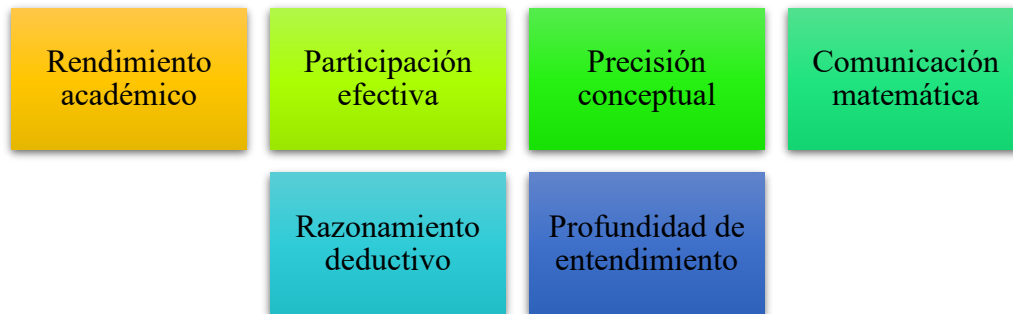 Rendimiento
académico
Participación
efectiva
Precisión
conceptual
Comunicación
matemática
Razonamiento
deductivo
Profundidad de
entendimiento